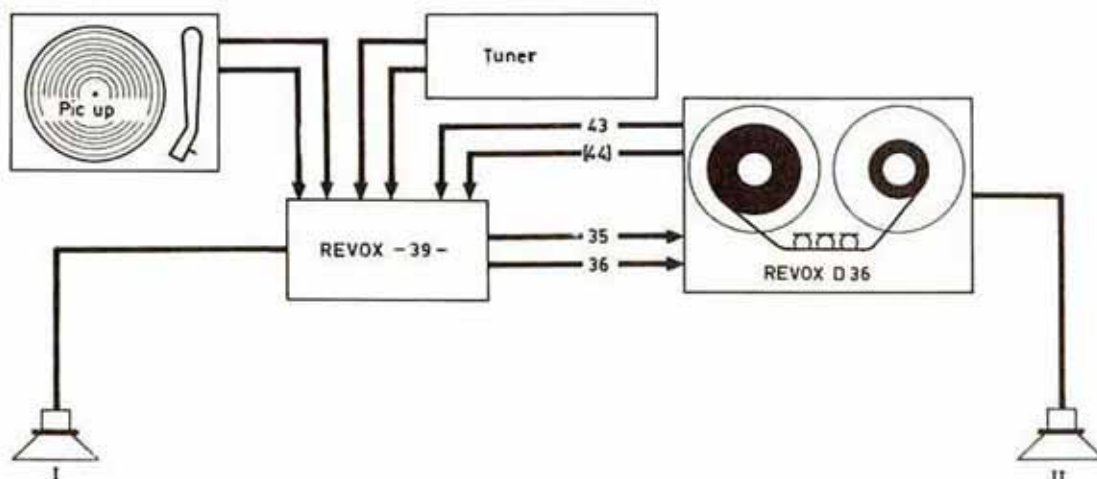 Tuner
Pic up
43
[44]
35
36
REVOX -39-
REVOX D 36
I
II